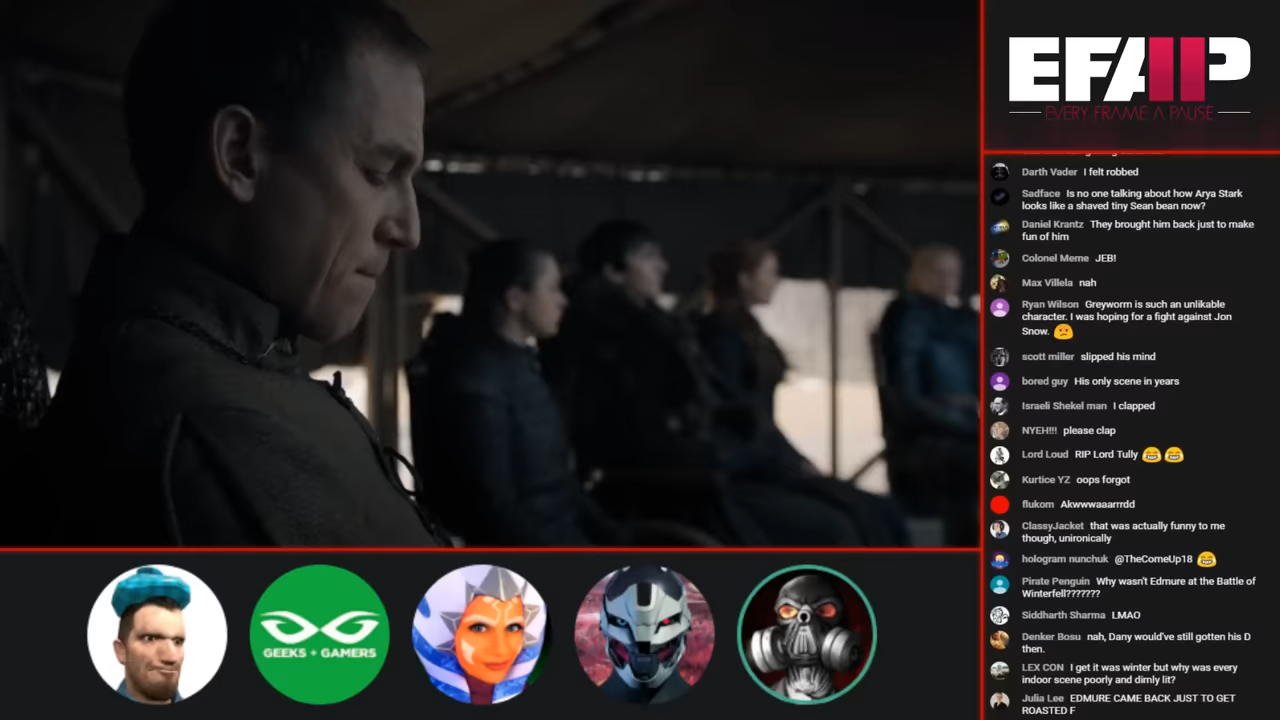 EFAP
EVERY FRAME A PAUSE
Darth Vader I felt robbed
Sadface Is no one talking about how Arya Stark
looks like a shaved tiny Sean bean now?
Daniel Krantz They brought him back just to make
fun of him
Colonel Meme JEB!
Max Villela nah
Ryan Wilson Greyworm is such an unlikable
character. I was hoping for a fight against Jon
Snow.
scott miller slipped his mind
bored guy His only scene in years
Israeli Shekel man I clapped
NYEH!!! please clap
Lord Loud RIP Lord Tully
Kurtice YZ oops forgot
flukom Akwwwaaarrrdd
ClassyJacket that was actually funny to me
though, unironically
hologram nunchuk @TheComeUp18
Pirate Penguin Why wasn't Edmure at the Battle of
Winterfell???????
Siddharth Sharma LMAO
Denker Bosu nah, Dany would've still gotten his D
then.
LEX CON I get it was winter but why was every
indoor scene poorly and dimly lit?
Julia Lee EDMURE CAME BACK JUST TO GET
ROASTED F
GEEKS + GAMERS